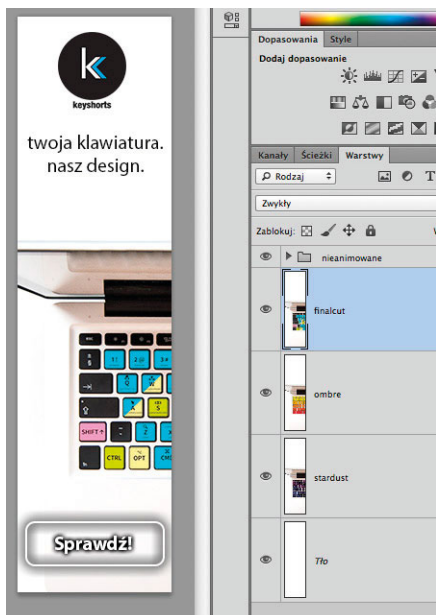 keyshorts
twoja klawiatura.
nasz design.
SHIFT
CTRL
OPT
Sprawdź!
Dopasowania
Style
Dodaj dopasowanie
Kanały
Ścieżki
Warstwy
Rodzaj
Zwykły
Zablokuj:
nieanimowane
finalcut
ombre
stardust
Tło